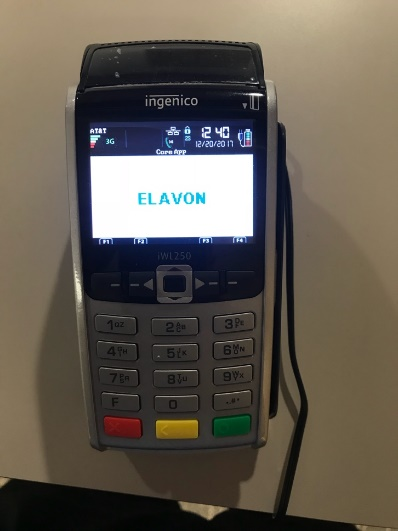 ingenico
AT&T
3G
12:40
12/20/2017
Core App
ELAVON
F1 F2 F3 F4
iWL250
1 QZ 2 3
4 5 6
7 8 9
F 0